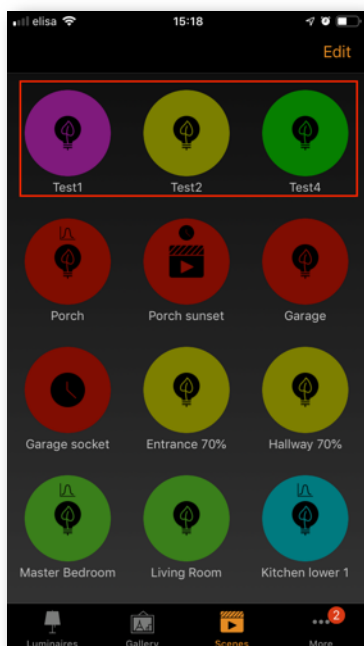 elisa 15:18
Edit
Test1 Test2 Test4
Porch Porch sunset Garage
Garage socket Entrance 70% Hallway 70%
Master Bedroom Living Room Kitchen lower 1
2
Luminaires Gallery Scenes More